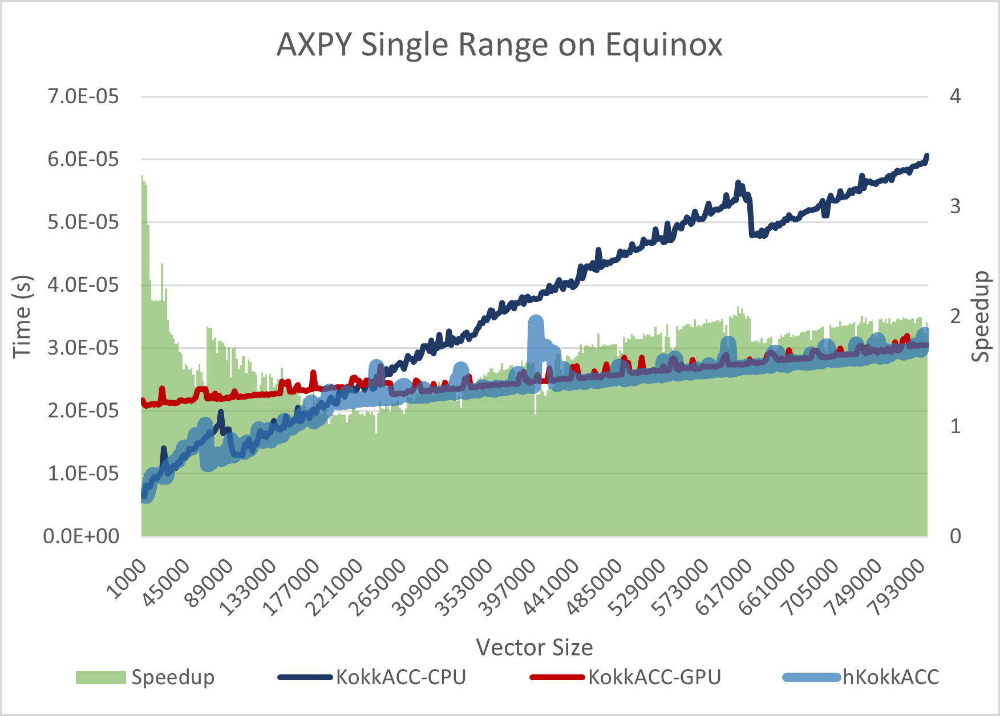 AXPY Single Range on Equinox
7.0E-05
6.0E-05
5.0E-05
4.0E-05
3.0E-05
2.0E-05
1.0E-05
0.0E+00
Time (s)
4
3
2
1
0
Speedup
1000
45000
89000
133000
177000
221000
265000
309000
353000
397000
441000
485000
529000
573000
617000
661000
705000
749000
793000
Vector Size
Speedup KokkACC-CPU KokkACC-GPU hKokkACC